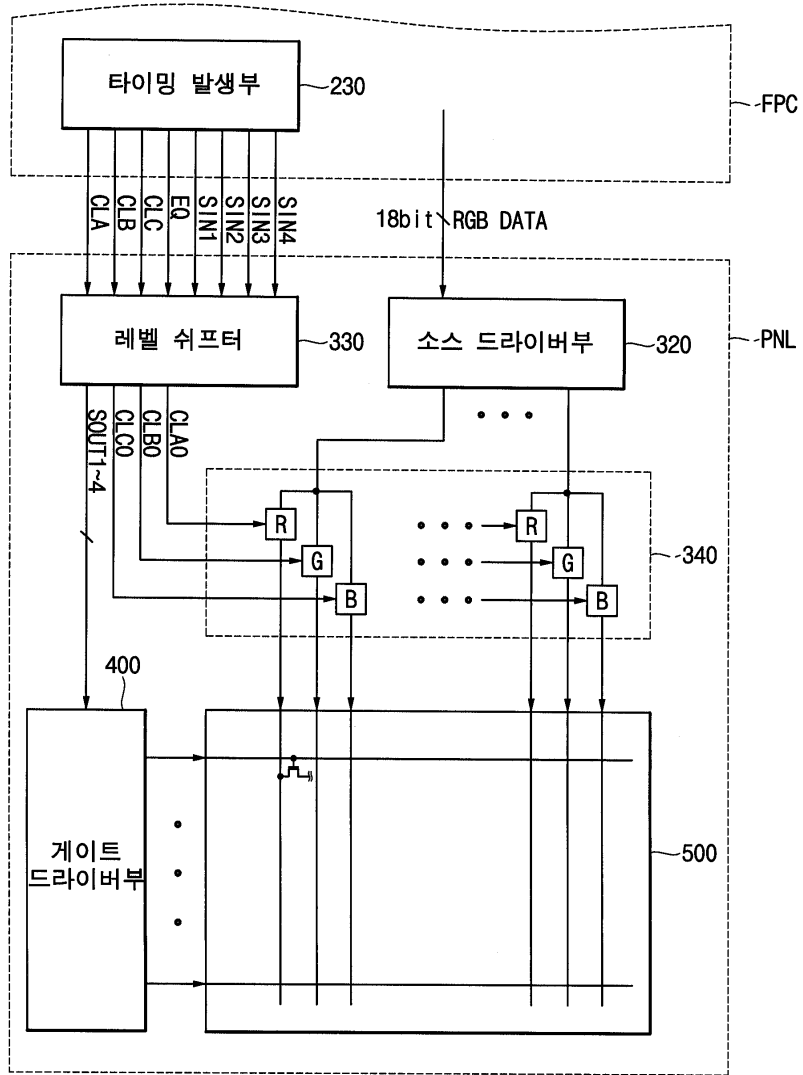 타이밍 발생부
230
FPC
CLA
CLB
CLC
EQ
SIN1
SIN2
SIN3
SIN4
18bit RGB DATA
레벨 쉬프터
330
소스 드라이버부
320
PNL
SOUT1~4
CLCO
CLBO
CLAO
R
G
B
R
G
B
340
400
게이트
드라이버부
500